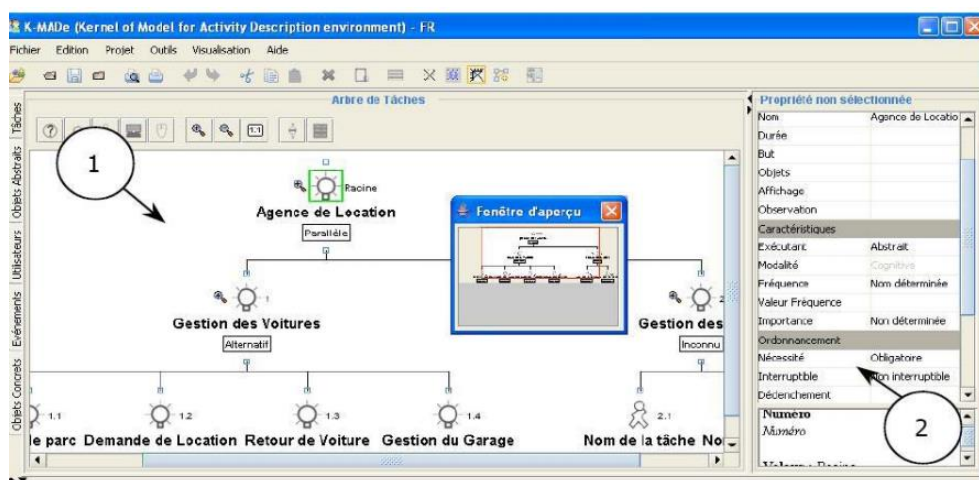 K-MADe (Kernel of Model for Activity Description environment) - FR
Fichier Edition Projet Outils Visualisation Aide
Arbre de Tâches
Propriété non sélectionnée
Tâches
Objets Abstraits
Utilisateurs
Evénements
Objets Concrets
1:1
1
Racine
Agence de Location
Parallèle
Fenêtre d'aperçu
1
Gestion des Voitures
Alternatif
2
Gestion des
Inconnu
1.1
1.2
1.3
1.4
2.1
le parc Demande de Location Retour de Voiture Gestion du Garage Nom de la tâche No
Nom Agence de Locatio
Durée
But
Objets
Affichage
Observation
Caractéristiques
Exécutant Abstrait
Modalité Cognitive
Fréquence Non déterminée
Valeur Fréquence
Importance Non déterminée
Ordonnancement
Nécessité Obligatoire
Interruptible Non interruptible
Déclenchement
Numéro
Numéro
2